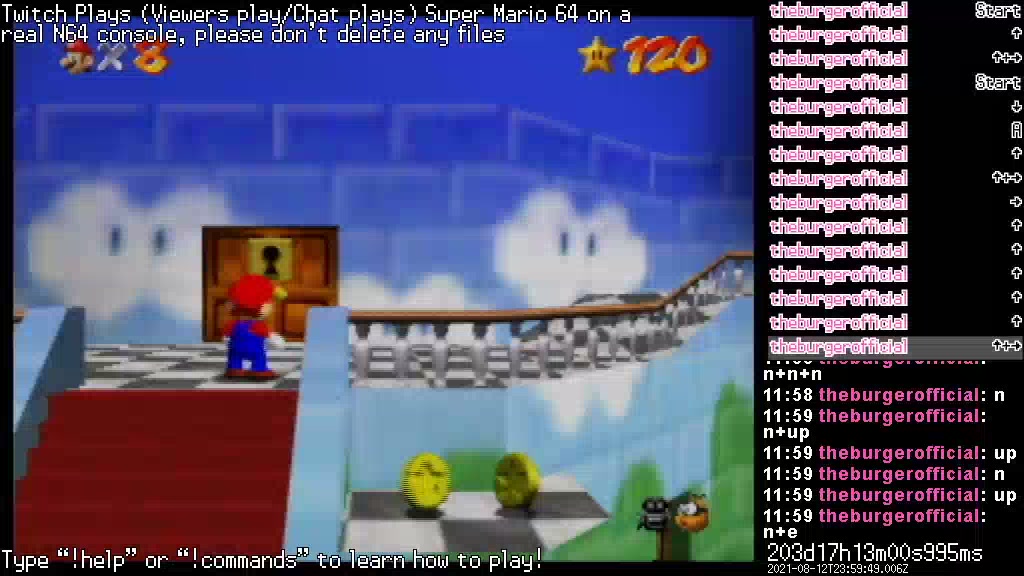 Twitch Plays (Viewers play/Chat plays) Super Mario 64 on a
real N64 console, please don't delete any files
× 8
120
theburgerofficial Start
theburgerofficial ↑
theburgerofficial ↑+→
theburgerofficial Start
theburgerofficial ↓
theburgerofficial A
theburgerofficial ↑
theburgerofficial ↑+→
theburgerofficial →
theburgerofficial ↑
theburgerofficial ↑
theburgerofficial ↑
theburgerofficial ↑
theburgerofficial ↑
theburgerofficial ↑+→
theburgerofficial:
n+n+n
11:58 theburgerofficial: n
11:59 theburgerofficial:
n+up
11:59 theburgerofficial: up
11:59 theburgerofficial: n
11:59 theburgerofficial: up
11:59 theburgerofficial:
n+e
203d17h13m00s995ms
2021-08-12T23:59:49.006Z
Type “!help” or “!commands” to learn how to play!